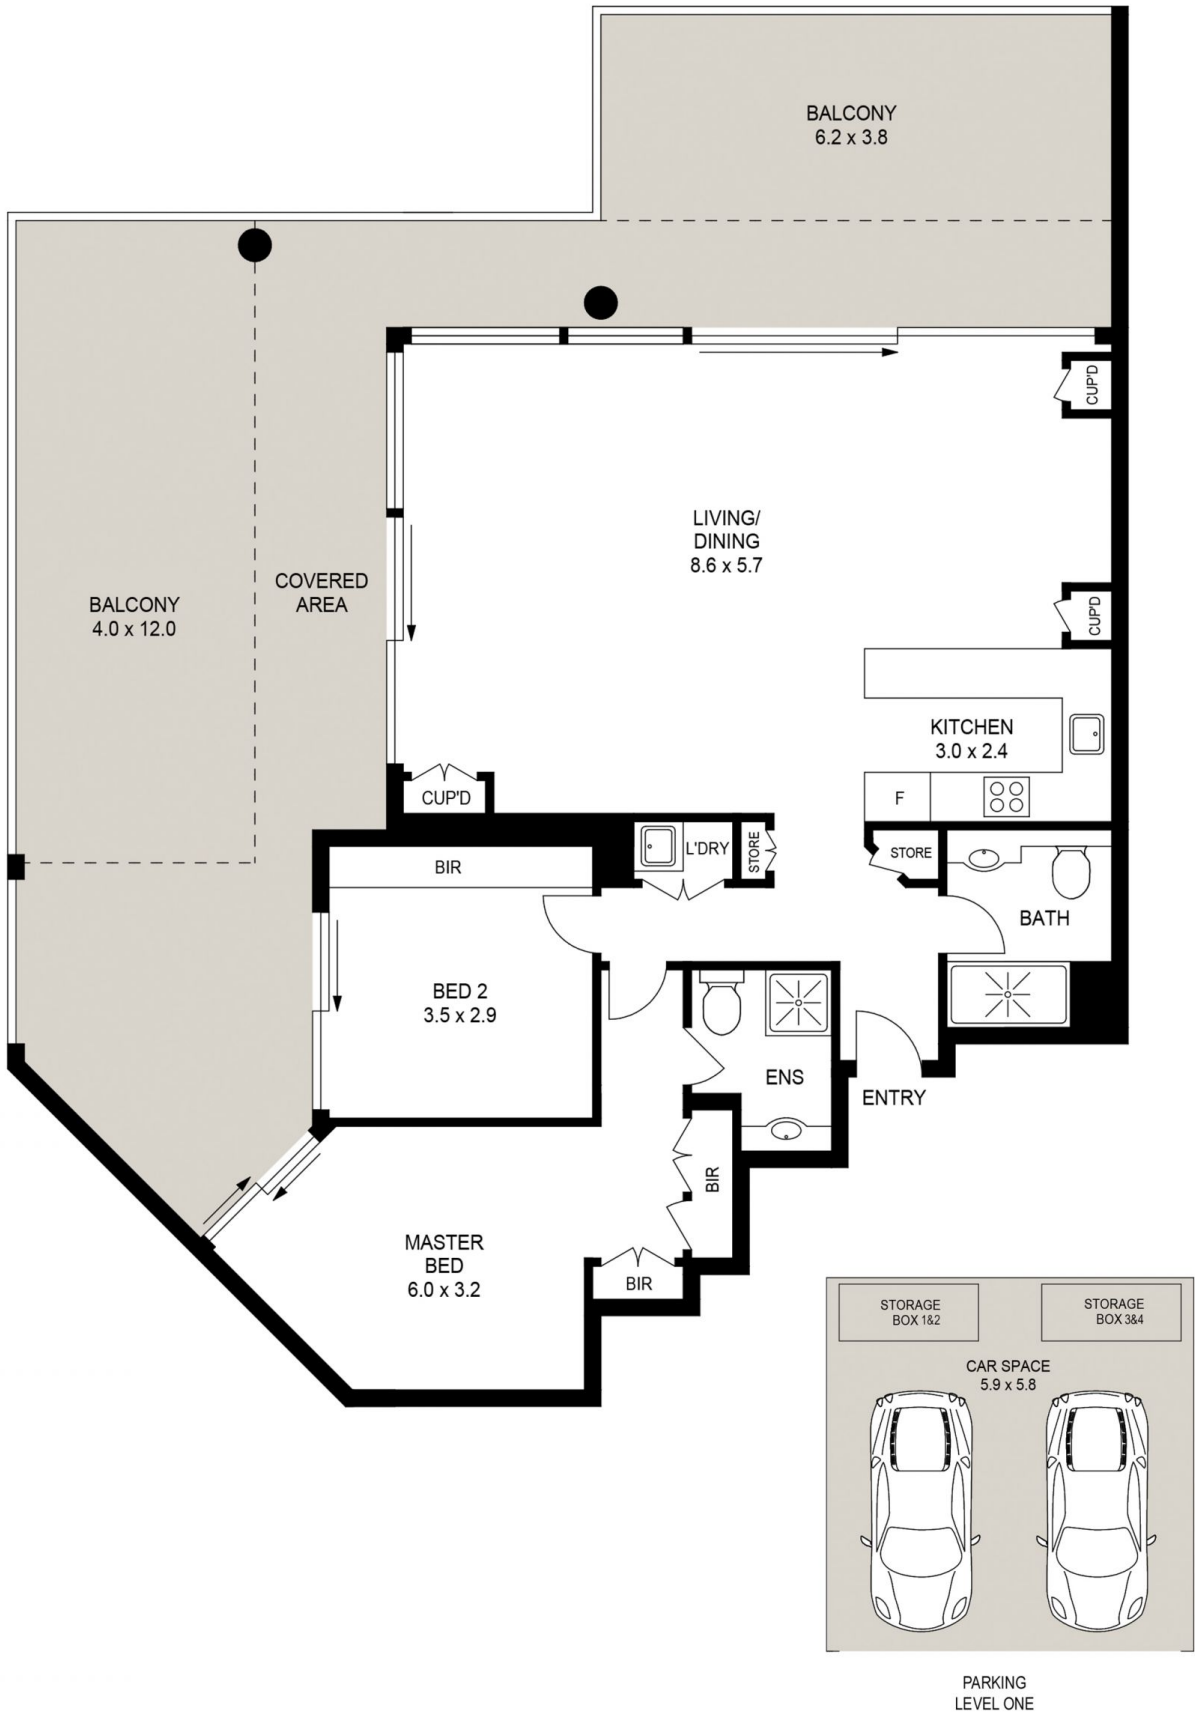 BALCONY
6.2 x 3.8
CUP'D
LIVING/
DINING
8.6 x 5.7
COVERED
AREA
BALCONY
4.0 x 12.0
CUP'D
KITCHEN
3.0 x 2.4
CUP'D
F
BIR
L'DRY
STORE
STORE
BATH
BED 2
3.5 x 2.9
ENS
ENTRY
BIR
MASTER
BED
6.0 x 3.2
BIR
STORAGE
BOX 1&2
STORAGE
BOX 3&4
CAR SPACE
5.9 x 5.8
PARKING
LEVEL ONE